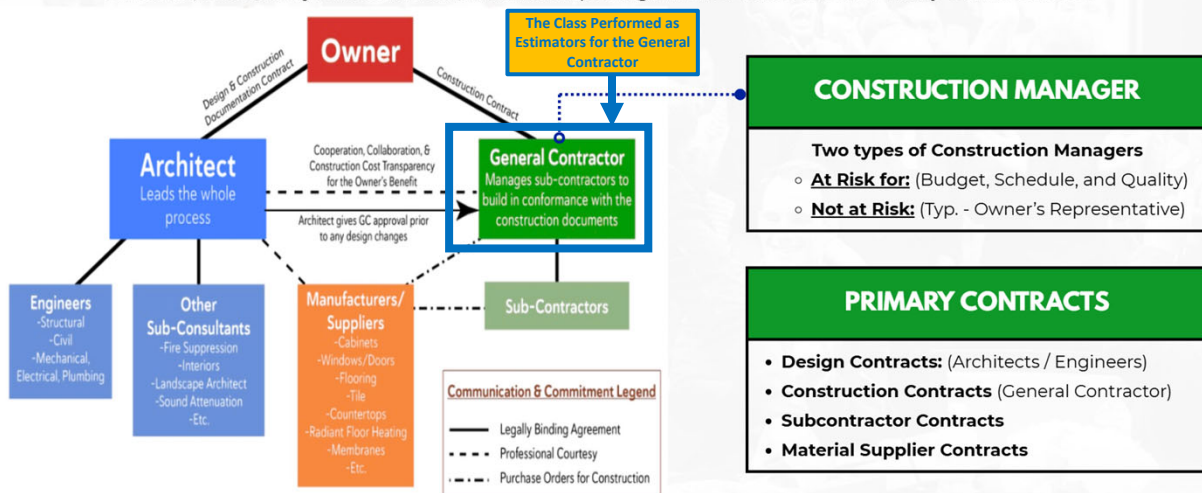 The Class Performed as
Estimators for the General
Contractor
Owner
Design & Construction
Documentation Contract
Construction Contract
Architect
Leads the whole
process
Cooperation, Collaboration, &
Construction Cost Transparency
for the Owner's Benefit
Architect gives GC approval prior
to any design changes
General Contractor
Manages sub-contractors to
build in conformance with the
construction documents
Engineers
-Structural
-Civil
-Mechanical,
Electrical, Plumbing
Other
Sub-Consultants
-Fire Suppression
-Interiors
-Landscape Architect
-Sound Attenuation
-Etc.
Manufacturers/
Suppliers
-Cabinets
-Windows/Doors
-Flooring
-Tile
-Countertops
-Radiant Floor Heating
-Membranes
-Etc.
Sub-Contractors
Communication & Commitment Legend
Legally Binding Agreement
Professional Courtesy
Purchase Orders for Construction
CONSTRUCTION MANAGER
Two types of Construction Managers
At Risk for: (Budget, Schedule, and Quality)
Not at Risk: (Typ. - Owner's Representative)
PRIMARY CONTRACTS
• Design Contracts: (Architects / Engineers)
• Construction Contracts (General Contractor)
• Subcontractor Contracts
• Material Supplier Contracts